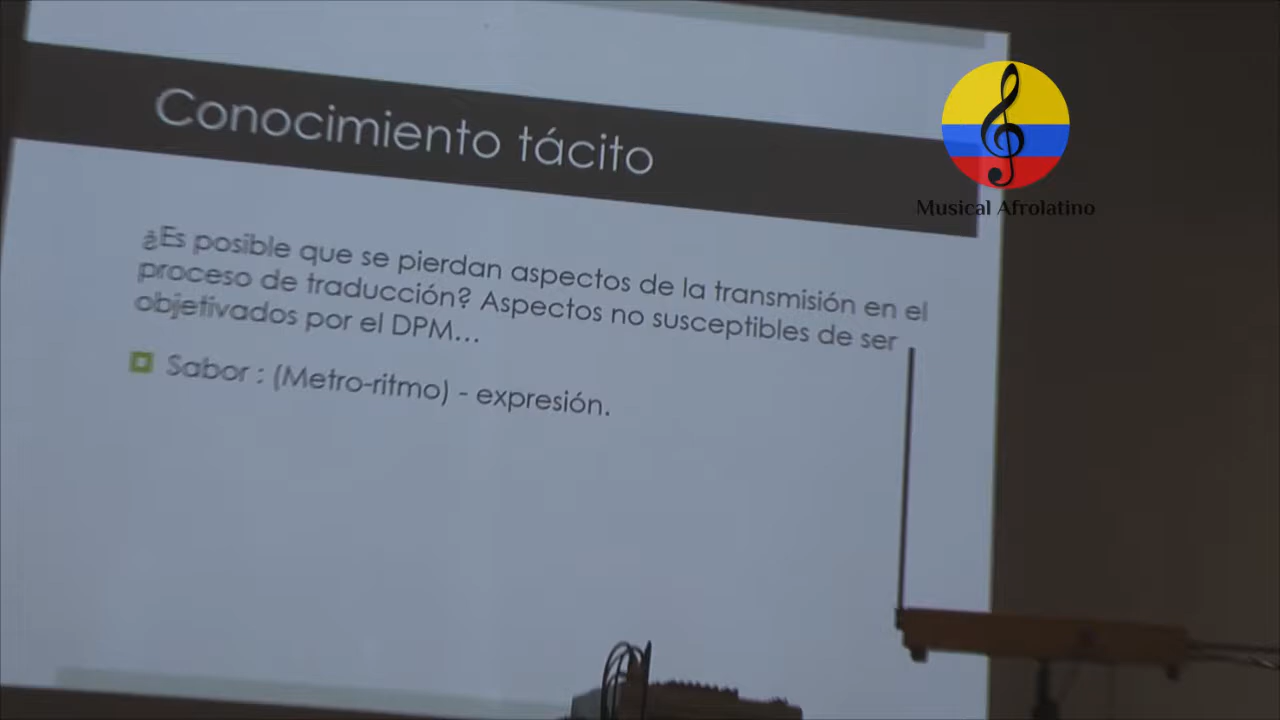 Conocimiento tácito
Musical Afrolatino
¿Es posible que se pierdan aspectos de la transmisión en el
proceso de traducción? Aspectos no susceptibles de ser
objetivados por el DPM...
Sabor : (Metro-ritmo) - expresión.